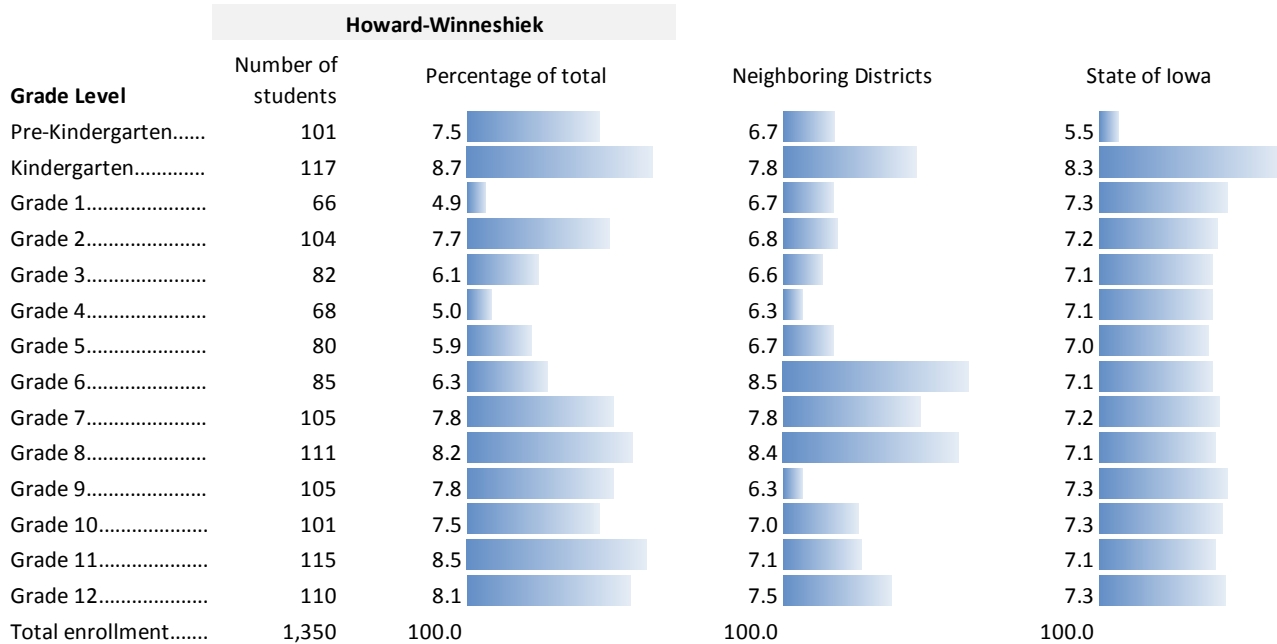 Howard-Winneshiek
Grade Level Number of students Percentage of total Neighboring Districts State of Iowa
Pre-Kindergarten...... 101 7.5 6.7 5.5
Kindergarten............. 117 8.7 7.8 8.3
Grade 1...................... 66 4.9 6.7 7.3
Grade 2...................... 104 7.7 6.8 7.2
Grade 3...................... 82 6.1 6.6 7.1
Grade 4...................... 68 5.0 6.3 7.1
Grade 5...................... 80 5.9 6.7 7.0
Grade 6...................... 85 6.3 8.5 7.1
Grade 7...................... 105 7.8 7.8 7.2
Grade 8...................... 111 8.2 8.4 7.1
Grade 9...................... 105 7.8 6.3 7.3
Grade 10.................... 101 7.5 7.0 7.3
Grade 11.................... 115 8.5 7.1 7.1
Grade 12.................... 110 8.1 7.5 7.3
Total enrollment....... 1,350 100.0 100.0 100.0